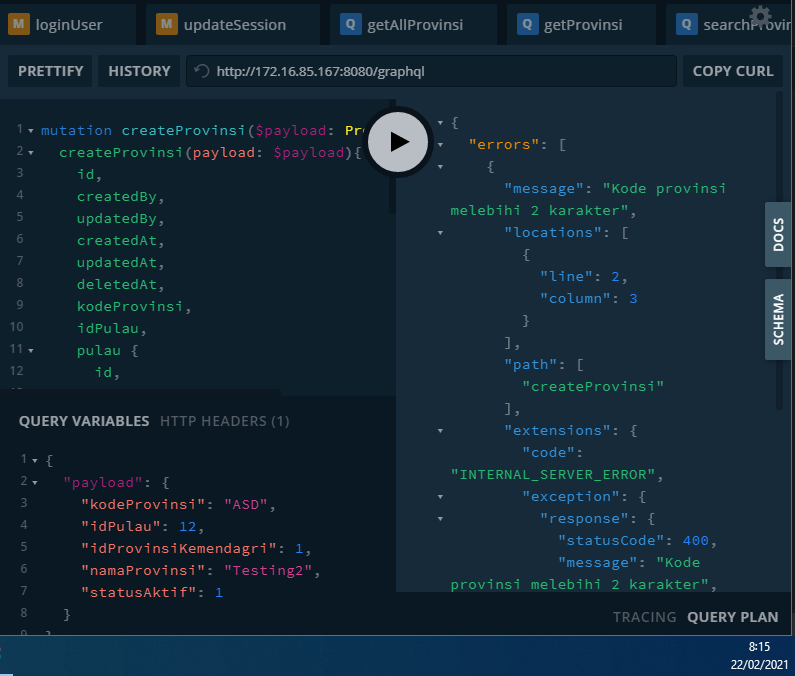 M loginUser
M updateSession
Q getAllProvinsi
Q getProvinsi
Q searchProvin
PRETTIFY
HISTORY
http://172.16.85.167:8080/graphql
COPY CURL
1 mutation createProvinsi($payload: Pr
2 createProvinsi(payload: $payload){
3 id,
4 createdBy,
5 updatedBy,
6 createdAt,
7 updatedAt,
8 deletedAt,
9 kodeProvinsi,
10 idPulau,
11 pulau {
12 id,
QUERY VARIABLES
HTTP HEADERS (1)
1 {
2 "payload": {
3 "kodeProvinsi": "ASD",
4 "idPulau": 12,
5 "idProvinsiKemendagri": 1,
6 "namaProvinsi": "Testing2",
7 "statusAktif": 1
8 }
9 }
{
"errors": [
{
"message": "Kode provinsi
melebihi 2 karakter",
"locations": [
{
"line": 2,
"column": 3
}
],
"path": [
"createProvinsi"
],
"extensions": {
"code":
"INTERNAL_SERVER_ERROR",
"exception": {
"response": {
"statusCode": 400,
"message": "Kode
provinsi melebihi 2 karakter",
DOCS
SCHEMA
TRACING
QUERY PLAN
8:15
22/02/2021